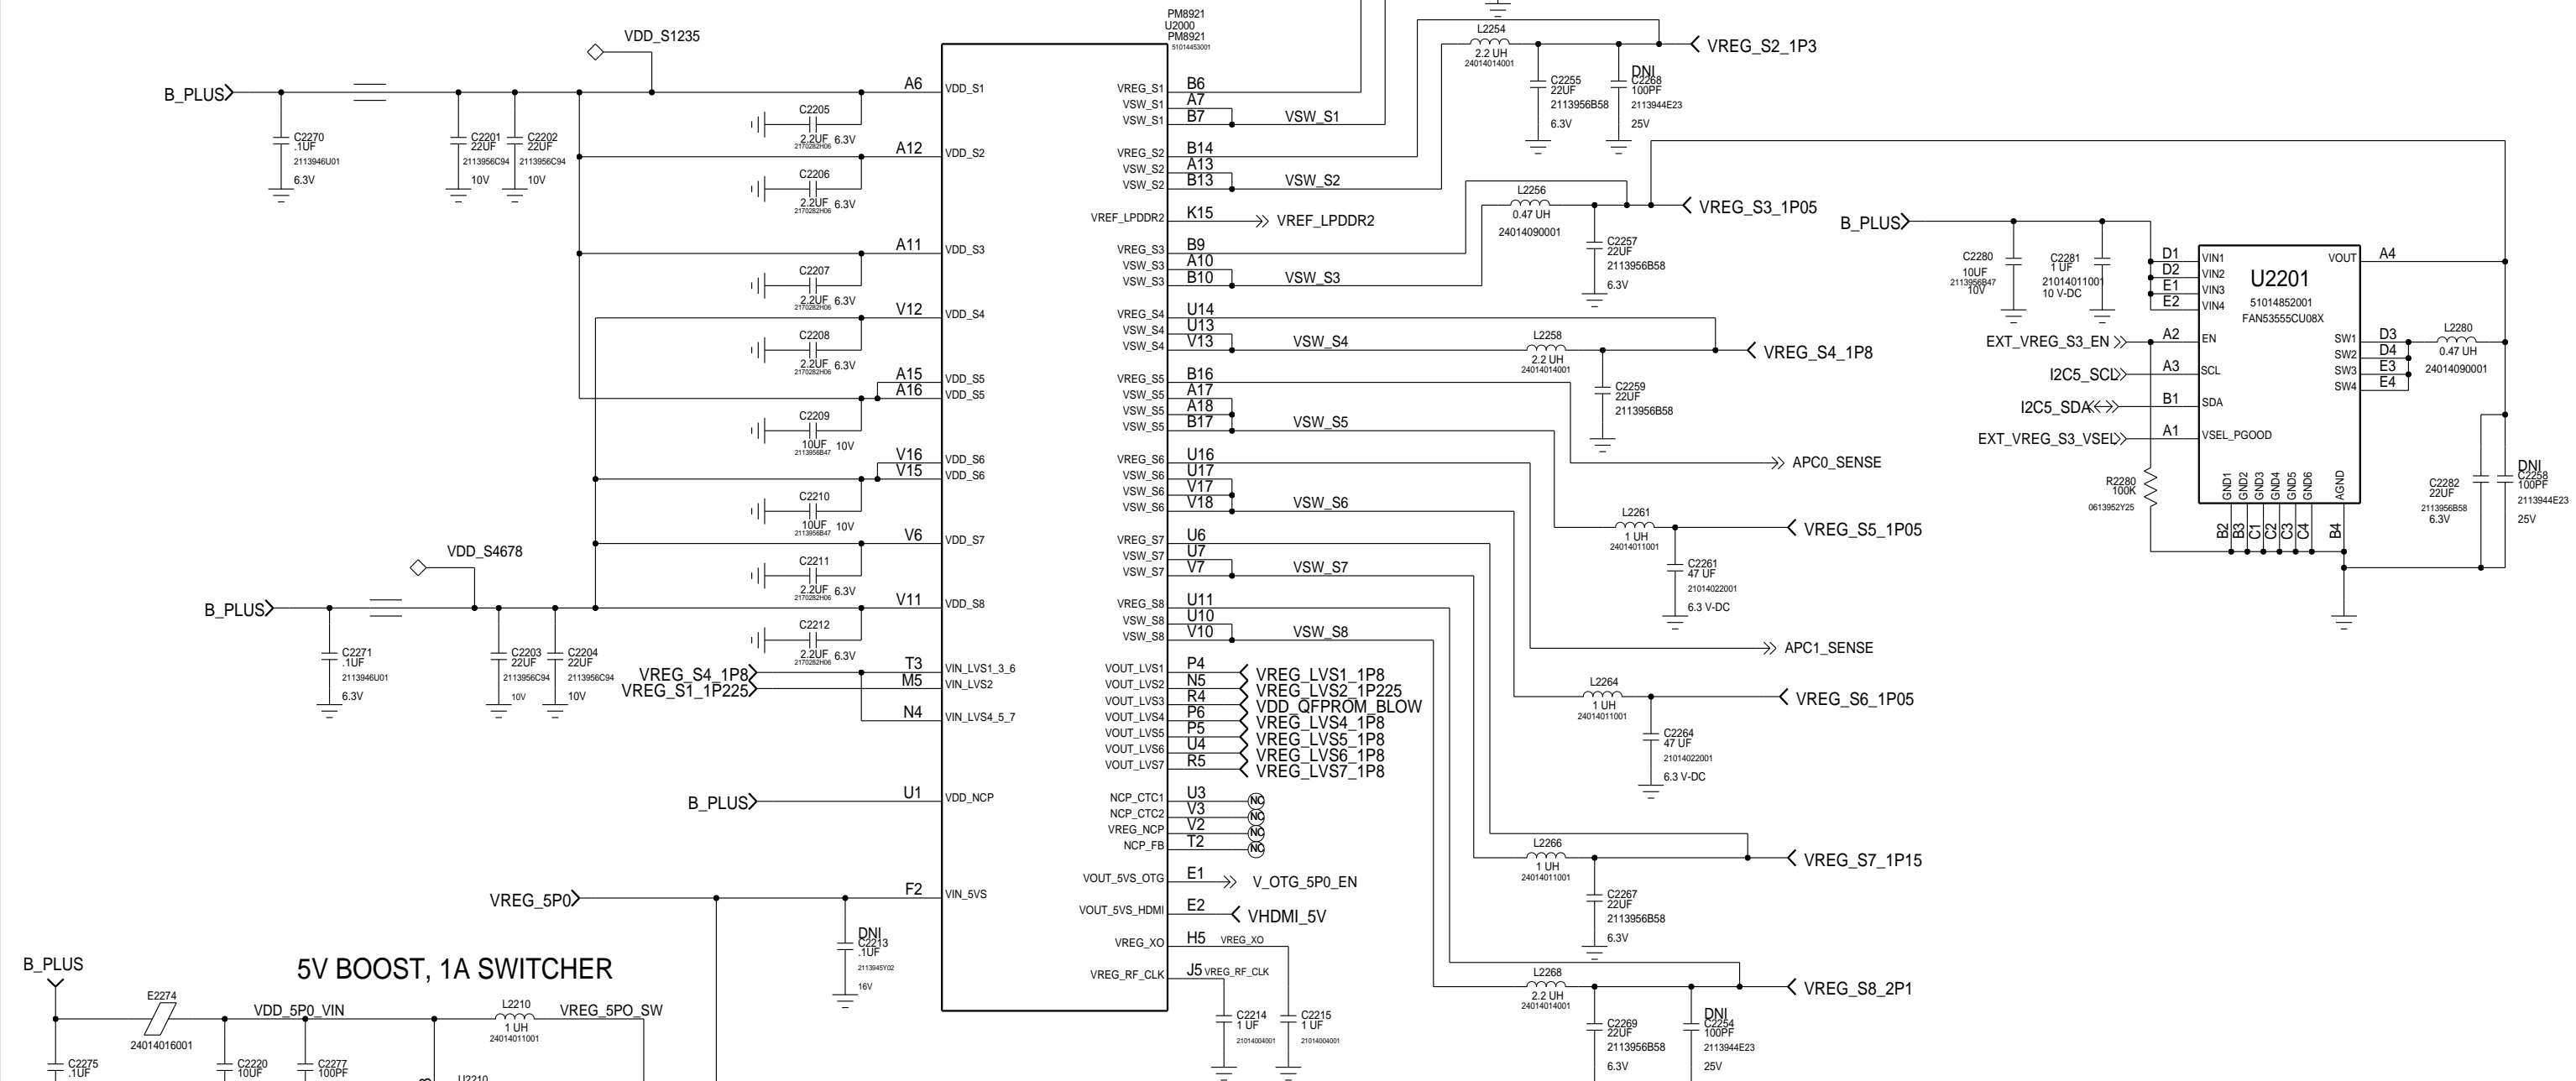 PM8921
U2000
PM8921
51014453001
VDD_S1235
B_PLUS
C2270
.1UF
2113946U01
6.3V
C2201
22UF
2113956C94
10V
C2202
22UF
2113956C94
10V
C2205
2.2UF 6.3V
2170282H06
C2206
2.2UF 6.3V
2170282H06
C2207
2.2UF 6.3V
2170282H06
C2208
2.2UF 6.3V
2170282H06
C2209
10UF 10V
2113956B47
C2210
10UF 10V
2113956B47
C2211
2.2UF 6.3V
2170282H06
C2212
2.2UF 6.3V
2170282H06
VDD_S4678
B_PLUS
C2271
.1UF
2113946U01
6.3V
C2203
22UF
2113956C94
10V
C2204
22UF
2113956C94
10V
VREG_S4_1P8
VREG_S1_1P225
B_PLUS
VREG_5P0
DNI
C2213
.1UF
2113945Y02
16V
A6 VDD_S1
A12 VDD_S2
A11 VDD_S3
V12 VDD_S4
A15 VDD_S5
A16 VDD_S5
V16 VDD_S6
V15 VDD_S6
V6 VDD_S7
V11 VDD_S8
T3 VIN_LVS1_3_6
M5 VIN_LVS2
N4 VIN_LVS4_5_7
U1 VDD_NCP
F2 VIN_5VS
VREG_S1 B6
VSW_S1 A7
VSW_S1 B7 VSW_S1
VREG_S2 B14
VSW_S2 A13
VSW_S2 B13 VSW_S2
VREF_LPDDR2 K15 VREF_LPDDR2
VREG_S3 B9
VSW_S3 A10
VSW_S3 B10 VSW_S3
VREG_S4 U14
VSW_S4 U13
VSW_S4 V13 VSW_S4
VREG_S5 B16
VSW_S5 A17
VSW_S5 A18
VSW_S5 B17 VSW_S5
VREG_S6 U16
VSW_S6 U17
VSW_S6 V17
VSW_S6 V18 VSW_S6
VREG_S7 U6
VSW_S7 U7
VSW_S7 V7 VSW_S7
VREG_S8 U11
VSW_S8 U10
VSW_S8 V10 VSW_S8
VOUT_LVS1 P4 VREG_LVS1_1P8
VOUT_LVS2 N5 VREG_LVS2_1P225
VOUT_LVS3 R4 VDD_QFPROM_BLOW
VOUT_LVS4 P6 VREG_LVS4_1P8
VOUT_LVS5 P5 VREG_LVS5_1P8
VOUT_LVS6 U4 VREG_LVS6_1P8
VOUT_LVS7 R5 VREG_LVS7_1P8
NCP_CTC1 U3 NC
NCP_CTC2 V3 NC
VREG_NCP V2 NC
NCP_FB T2 NC
VOUT_5VS_OTG E1 V_OTG_5P0_EN
VOUT_5VS_HDMI E2 VHDMI_5V
VREG_XO H5 VREG_XO
VREG_RF_CLK J5 VREG_RF_CLK
C2214
1 UF
21014004001
C2215
1 UF
21014004001
L2254
2.2 UH
24014014001
VREG_S2_1P3
C2255
22UF
2113956B58
6.3V
DNI
C2268
100PF
2113944E23
25V
L2256
0.47 UH
24014090001
VREG_S3_1P05
C2257
22UF
2113956B58
6.3V
L2258
2.2 UH
24014014001
VREG_S4_1P8
C2259
22UF
2113956B58
APC0_SENSE
L2261
1 UH
24014011001
VREG_S5_1P05
C2261
47 UF
21014022001
6.3 V-DC
APC1_SENSE
L2264
1 UH
24014011001
VREG_S6_1P05
C2264
47 UF
21014022001
6.3 V-DC
L2266
1 UH
24014011001
VREG_S7_1P15
C2267
22UF
2113956B58
6.3V
L2268
2.2 UH
24014014001
VREG_S8_2P1
C2269
22UF
2113956B58
6.3V
DNI
C2254
100PF
2113944E23
25V
B_PLUS
C2280
10UF
2113956B47
10V
C2281
1 UF
21014011001
10 V-DC
EXT_VREG_S3_EN
I2C5_SCL
I2C5_SDA
EXT_VREG_S3_VSEL
R2280
100K
0613952Y25
D1 VIN1
D2 VIN2
E1 VIN3
E2 VIN4
A2 EN
A3 SCL
B1 SDA
A1 VSEL_PGOOD
U2201
51014852001
FAN53555CU08X
VOUT A4
SW1 D3
SW2 D4
SW3 E3
SW4 E4
GND1 GND2 GND3 GND4 GND5 GND6 AGND
B2 B3 C1 C2 C3 C4 B4
L2280
0.47 UH
24014090001
C2282
22UF
2113956B58
6.3V
DNI
C2258
100PF
2113944E23
25V
5V BOOST, 1A SWITCHER
B_PLUS
E2274
24014016001
VDD_5P0_VIN
L2210
1 UH
24014011001
VREG_5PO_SW
C2275
.1UF
C2220
10UF
C2277
100PF
U2210